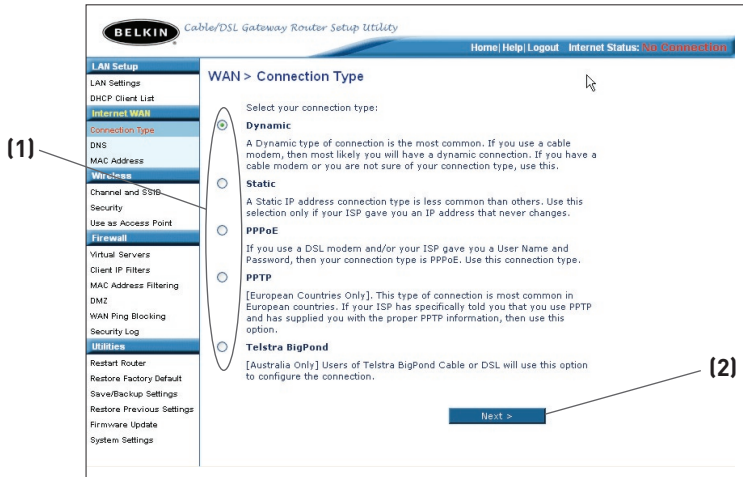 BELKIN
Cable/DSL Gateway Router Setup Utility
Home| Help| Logout Internet Status: No Connection
LAN Setup
LAN Settings
DHCP Client List
Internet WAN
Connection Type
DNS
MAC Address
Wireless
Channel and SSID
Security
Use as Access Point
Firewall
Virtual Servers
Client IP Filters
MAC Address Filtering
DMZ
WAN Ping Blocking
Security Log
Utilities
Restart Router
Restore Factory Default
Save/Backup Settings
Restore Previous Settings
Firmware Update
System Settings
WAN > Connection Type
Select your connection type:
Dynamic
A Dynamic type of connection is the most common. If you use a cable
modem, then most likely you will have a dynamic connection. If you have a
cable modem or you are not sure of your connection type, use this.
Static
A Static IP address connection type is less common than others. Use this
selection only if your ISP gave you an IP address that never changes.
PPPoE
If you use a DSL modem and/or your ISP gave you a User Name and
Password, then your connection type is PPPoE. Use this connection type.
PPTP
[European Countries Only]. This type of connection is most common in
European countries. If your ISP has specifically told you that you use PPTP
and has supplied you with the proper PPTP information, then use this
option.
Telstra BigPond
[Australia Only] Users of Telstra BigPond Cable or DSL will use this option
to configure the connection.
Next >
(1)
(2)